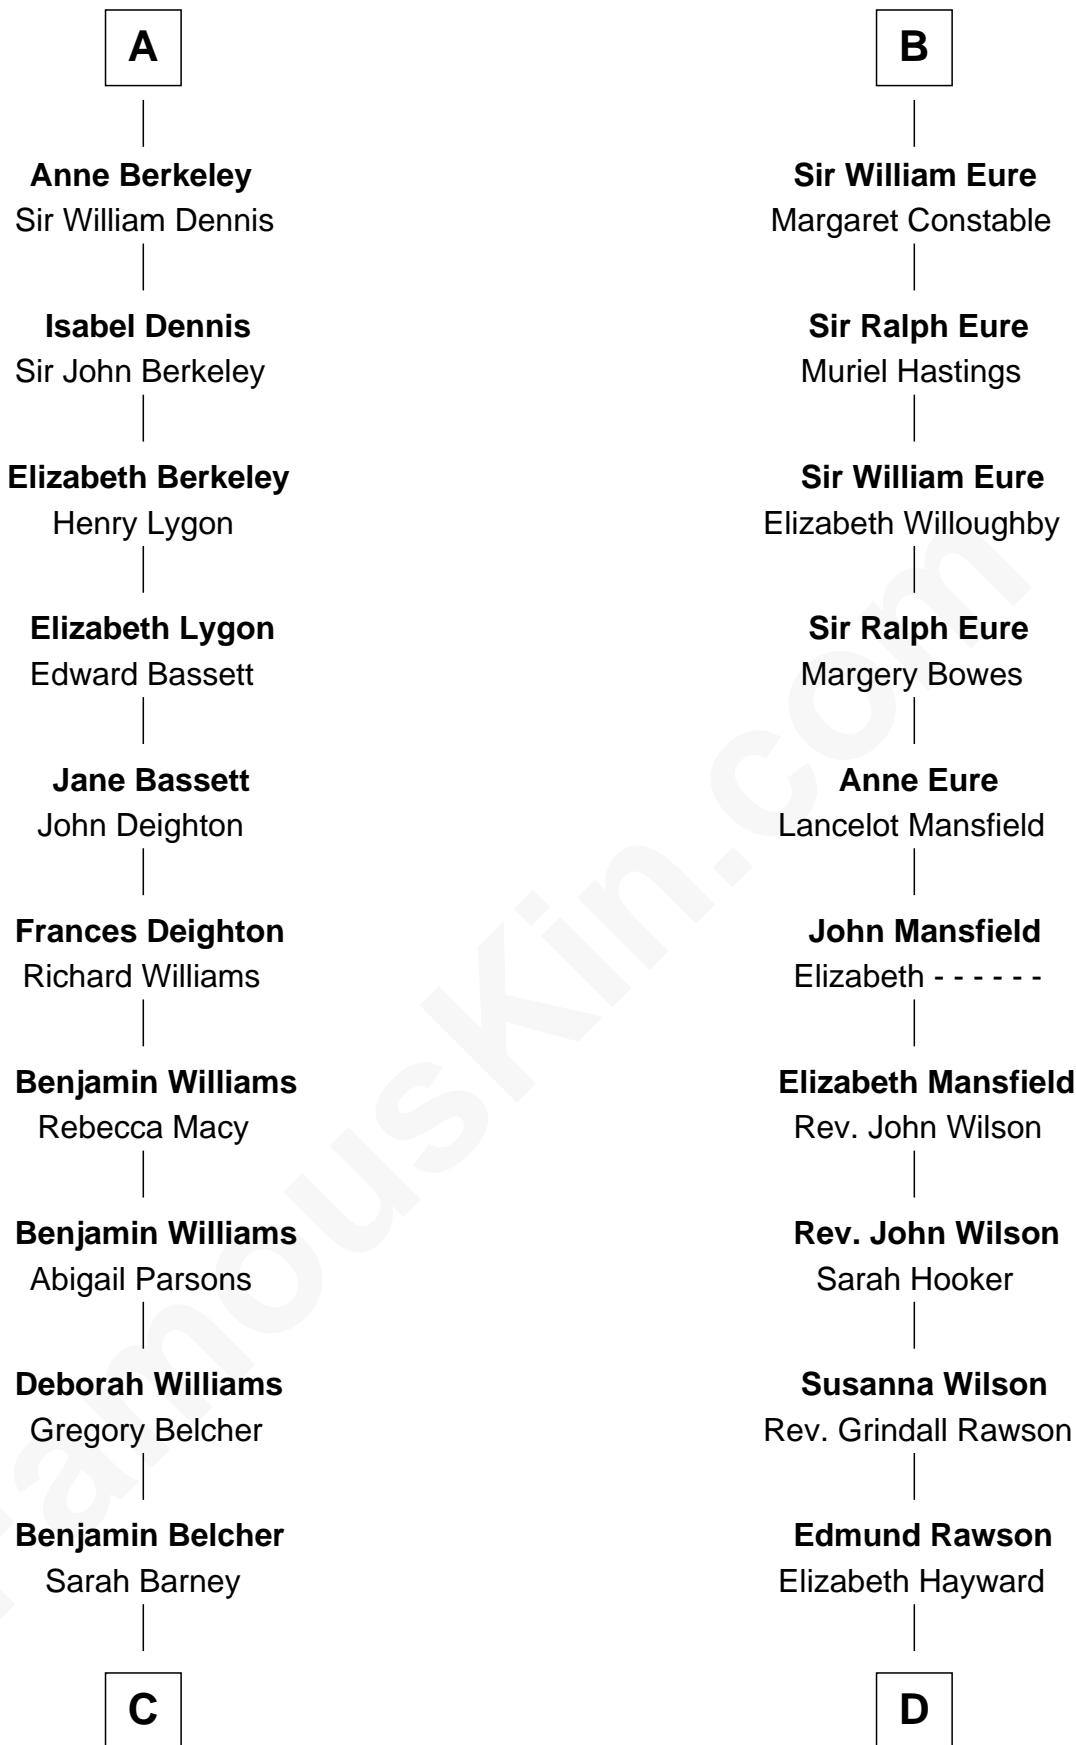 A
Anne Berkeley
Sir William Dennis
Isabel Dennis
Sir John Berkeley
Elizabeth Berkeley
Henry Lygon
Elizabeth Lygon
Edward Bassett
Jane Bassett
John Deighton
Frances Deighton
Richard Williams
Benjamin Williams
Rebecca Macy
Benjamin Williams
Abigail Parsons
Deborah Williams
Gregory Belcher
Benjamin Belcher
Sarah Barney
C
B
Sir William Eure
Margaret Constable
Sir Ralph Eure
Muriel Hastings
Sir William Eure
Elizabeth Willoughby
Sir Ralph Eure
Margery Bowes
Anne Eure
Lancelot Mansfield
John Mansfield
Elizabeth - - - - - -
Elizabeth Mansfield
Rev. John Wilson
Rev. John Wilson
Sarah Hooker
Susanna Wilson
Rev. Grindall Rawson
Edmund Rawson
Elizabeth Hayward
D
FamousKin.com